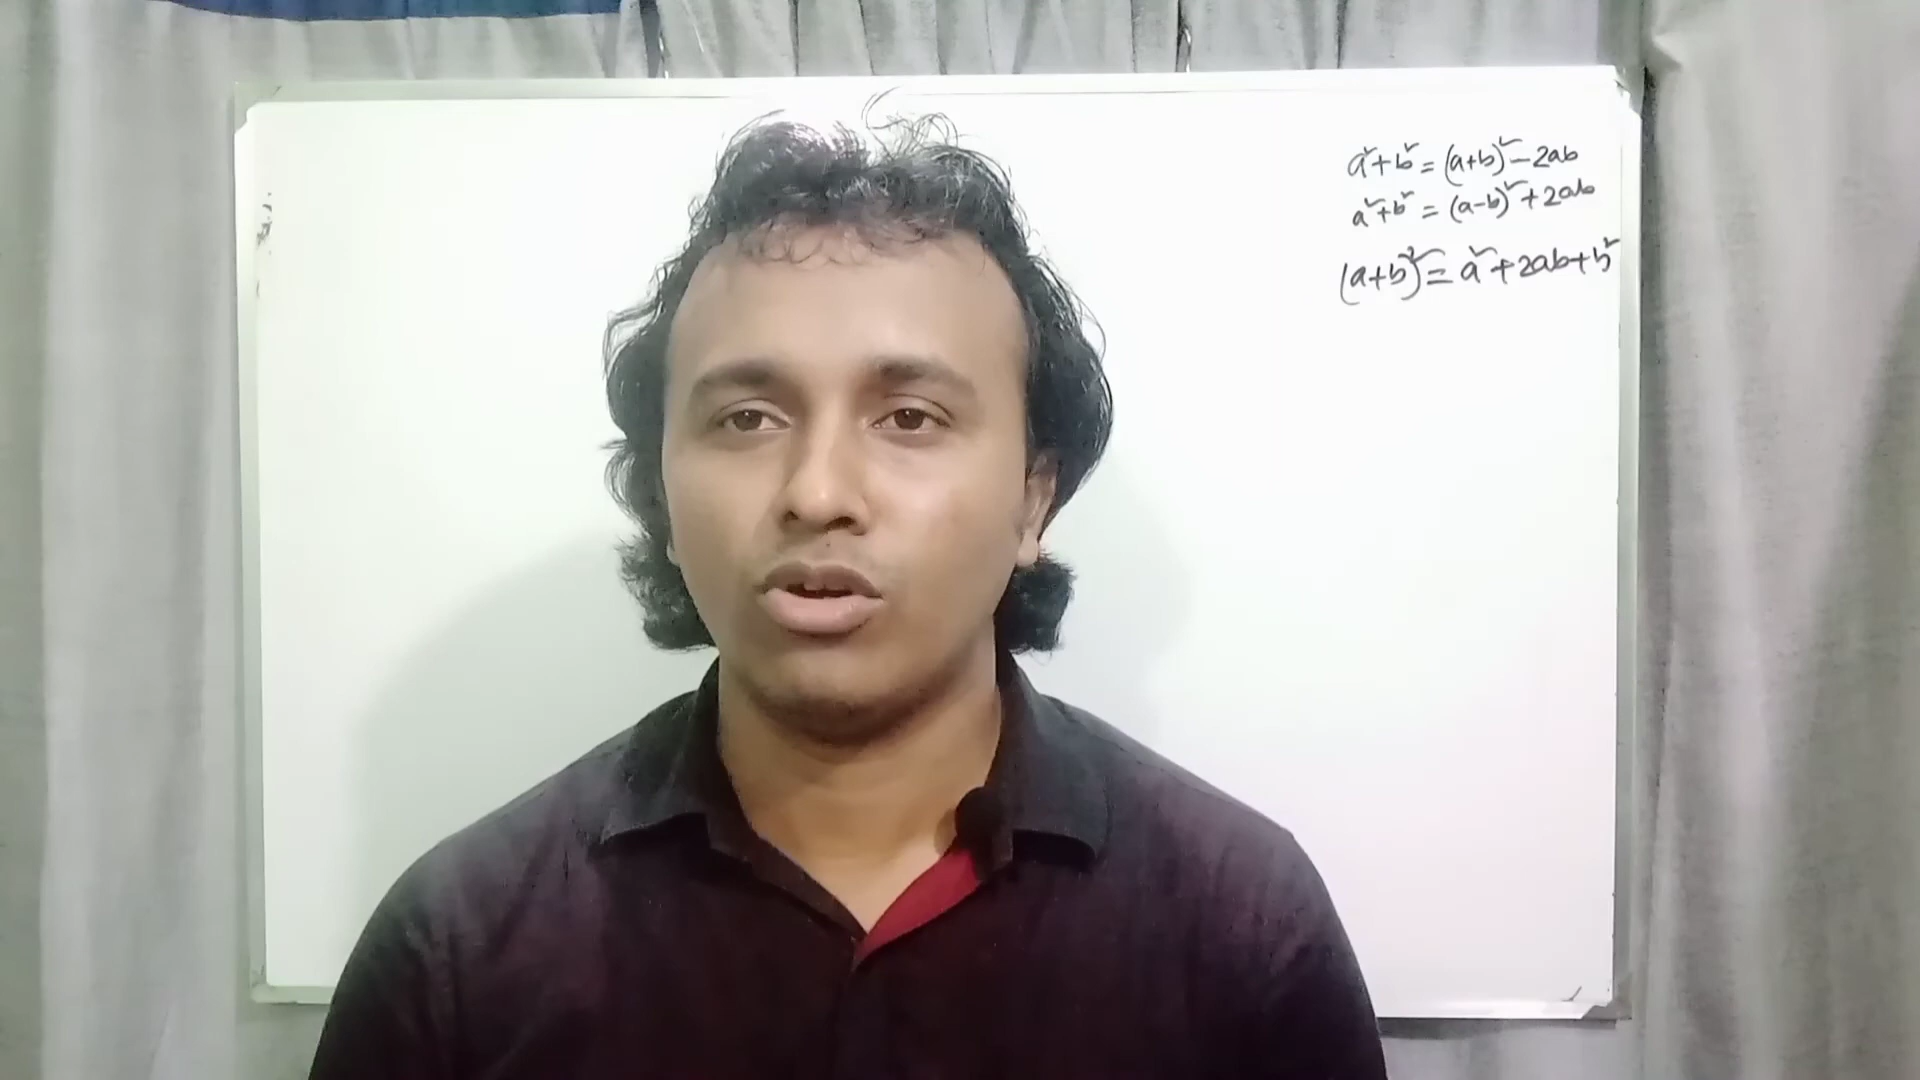 a²+b² = (a+b)² - 2ab
a²+b² = (a-b)² + 2ab
(a+b)² = a²+2ab+b²